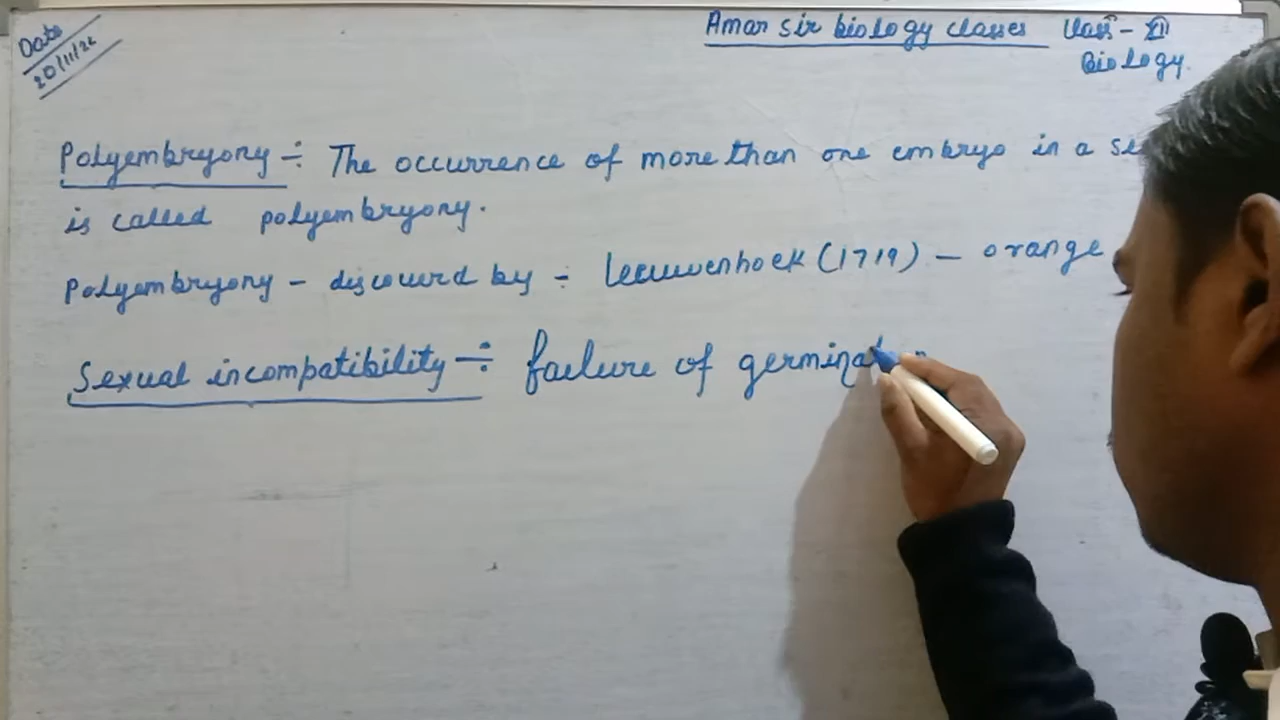 Date
20/11/22
Amar sir biology classes Class - XII
Biology.
Polyembryony ÷ The occurrence of more than one embryo in a se
is called polyembryony.
Polyembryony - discoverd by ÷ Leeuwenhoek (1719) - orange
Sexual incompatibility ÷ failure of germinat